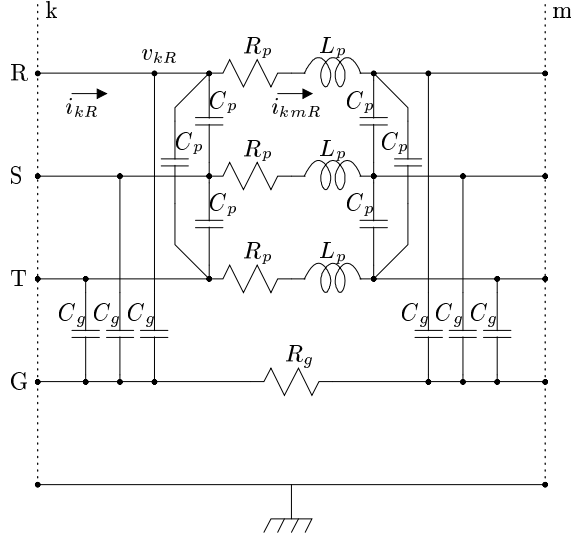 k m
v_{kR} R_p L_p
R
i_{kR} C_p i_{kmR} C_p
C_p R_p L_p C_p
S
C_p C_p
R_p L_p
T
C_g C_g C_g C_g C_g C_g
R_g
G